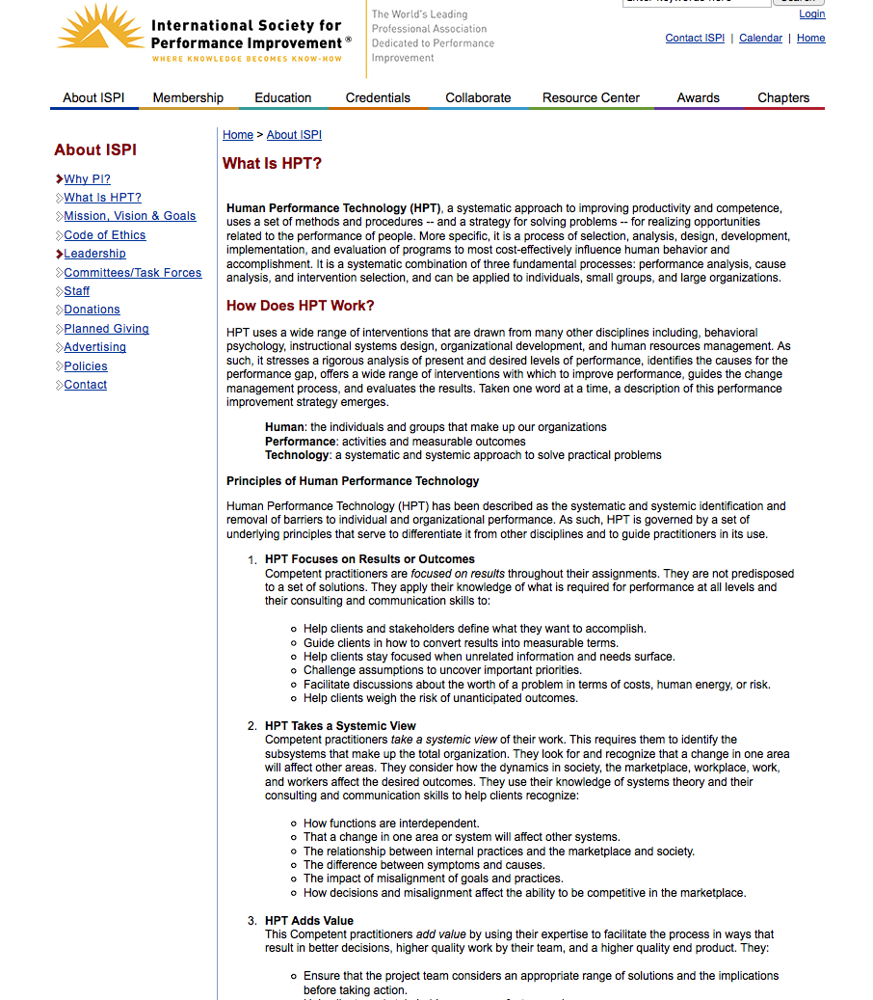 International Society for
Performance Improvement®
WHERE KNOWLEDGE BECOMES KNOW-HOW
The World's Leading
Professional Association
Dedicated to Performance
Improvement
Login
Contact ISPI | Calendar | Home
About ISPI Membership Education Credentials Collaborate Resource Center Awards Chapters
About ISPI
Why PI?
What Is HPT?
Mission, Vision & Goals
Code of Ethics
Leadership
Committees/Task Forces
Staff
Donations
Planned Giving
Advertising
Policies
Contact
Home > About ISPI
What Is HPT?
Human Performance Technology (HPT), a systematic approach to improving productivity and competence,
uses a set of methods and procedures -- and a strategy for solving problems -- for realizing opportunities
related to the performance of people. More specific, it is a process of selection, analysis, design, development,
implementation, and evaluation of programs to most cost-effectively influence human behavior and
accomplishment. It is a systematic combination of three fundamental processes: performance analysis, cause
analysis, and intervention selection, and can be applied to individuals, small groups, and large organizations.
How Does HPT Work?
HPT uses a wide range of interventions that are drawn from many other disciplines including, behavioral
psychology, instructional systems design, organizational development, and human resources management. As
such, it stresses a rigorous analysis of present and desired levels of performance, identifies the causes for the
performance gap, offers a wide range of interventions with which to improve performance, guides the change
management process, and evaluates the results. Taken one word at a time, a description of this performance
improvement strategy emerges.
Human: the individuals and groups that make up our organizations
Performance: activities and measurable outcomes
Technology: a systematic and systemic approach to solve practical problems
Principles of Human Performance Technology
Human Performance Technology (HPT) has been described as the systematic and systemic identification and
removal of barriers to individual and organizational performance. As such, HPT is governed by a set of
underlying principles that serve to differentiate it from other disciplines and to guide practitioners in its use.
1. HPT Focuses on Results or Outcomes
Competent practitioners are focused on results throughout their assignments. They are not predisposed
to a set of solutions. They apply their knowledge of what is required for performance at all levels and
their consulting and communication skills to:
Help clients and stakeholders define what they want to accomplish.
Guide clients in how to convert results into measurable terms.
Help clients stay focused when unrelated information and needs surface.
Challenge assumptions to uncover important priorities.
Facilitate discussions about the worth of a problem in terms of costs, human energy, or risk.
Help clients weigh the risk of unanticipated outcomes.
2. HPT Takes a Systemic View
Competent practitioners take a systemic view of their work. This requires them to identify the
subsystems that make up the total organization. They look for and recognize that a change in one area
will affect other areas. They consider how the dynamics in society, the marketplace, workplace, work,
and workers affect the desired outcomes. They use their knowledge of systems theory and their
consulting and communication skills to help clients recognize:
How functions are interdependent.
That a change in one area or system will affect other systems.
The relationship between internal practices and the marketplace and society.
The difference between symptoms and causes.
The impact of misalignment of goals and practices.
How decisions and misalignment affect the ability to be competitive in the marketplace.
3. HPT Adds Value
This Competent practitioners add value by using their expertise to facilitate the process in ways that
result in better decisions, higher quality work by their team, and a higher quality end product. They:
Ensure that the project team considers an appropriate range of solutions and the implications
before taking action.